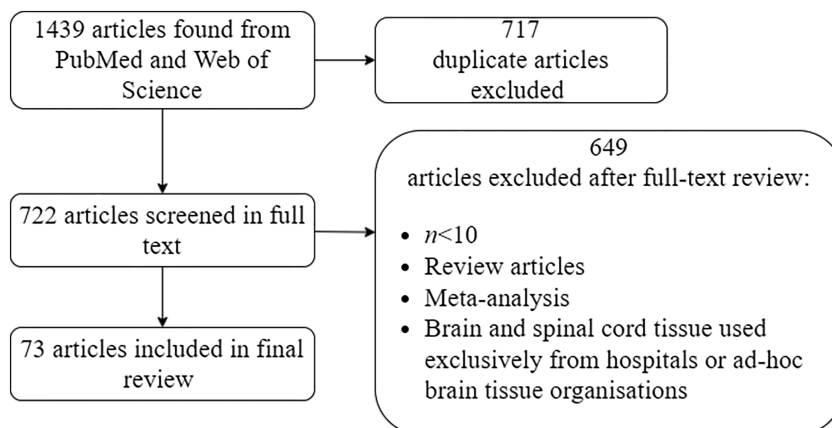 1439 articles found from
PubMed and Web of
Science
717
duplicate articles
excluded
722 articles screened in full
text
649
articles excluded after full-text review:
• n<10
• Review articles
• Meta-analysis
• Brain and spinal cord tissue used
exclusively from hospitals or ad-hoc
brain tissue organisations
73 articles included in final
review